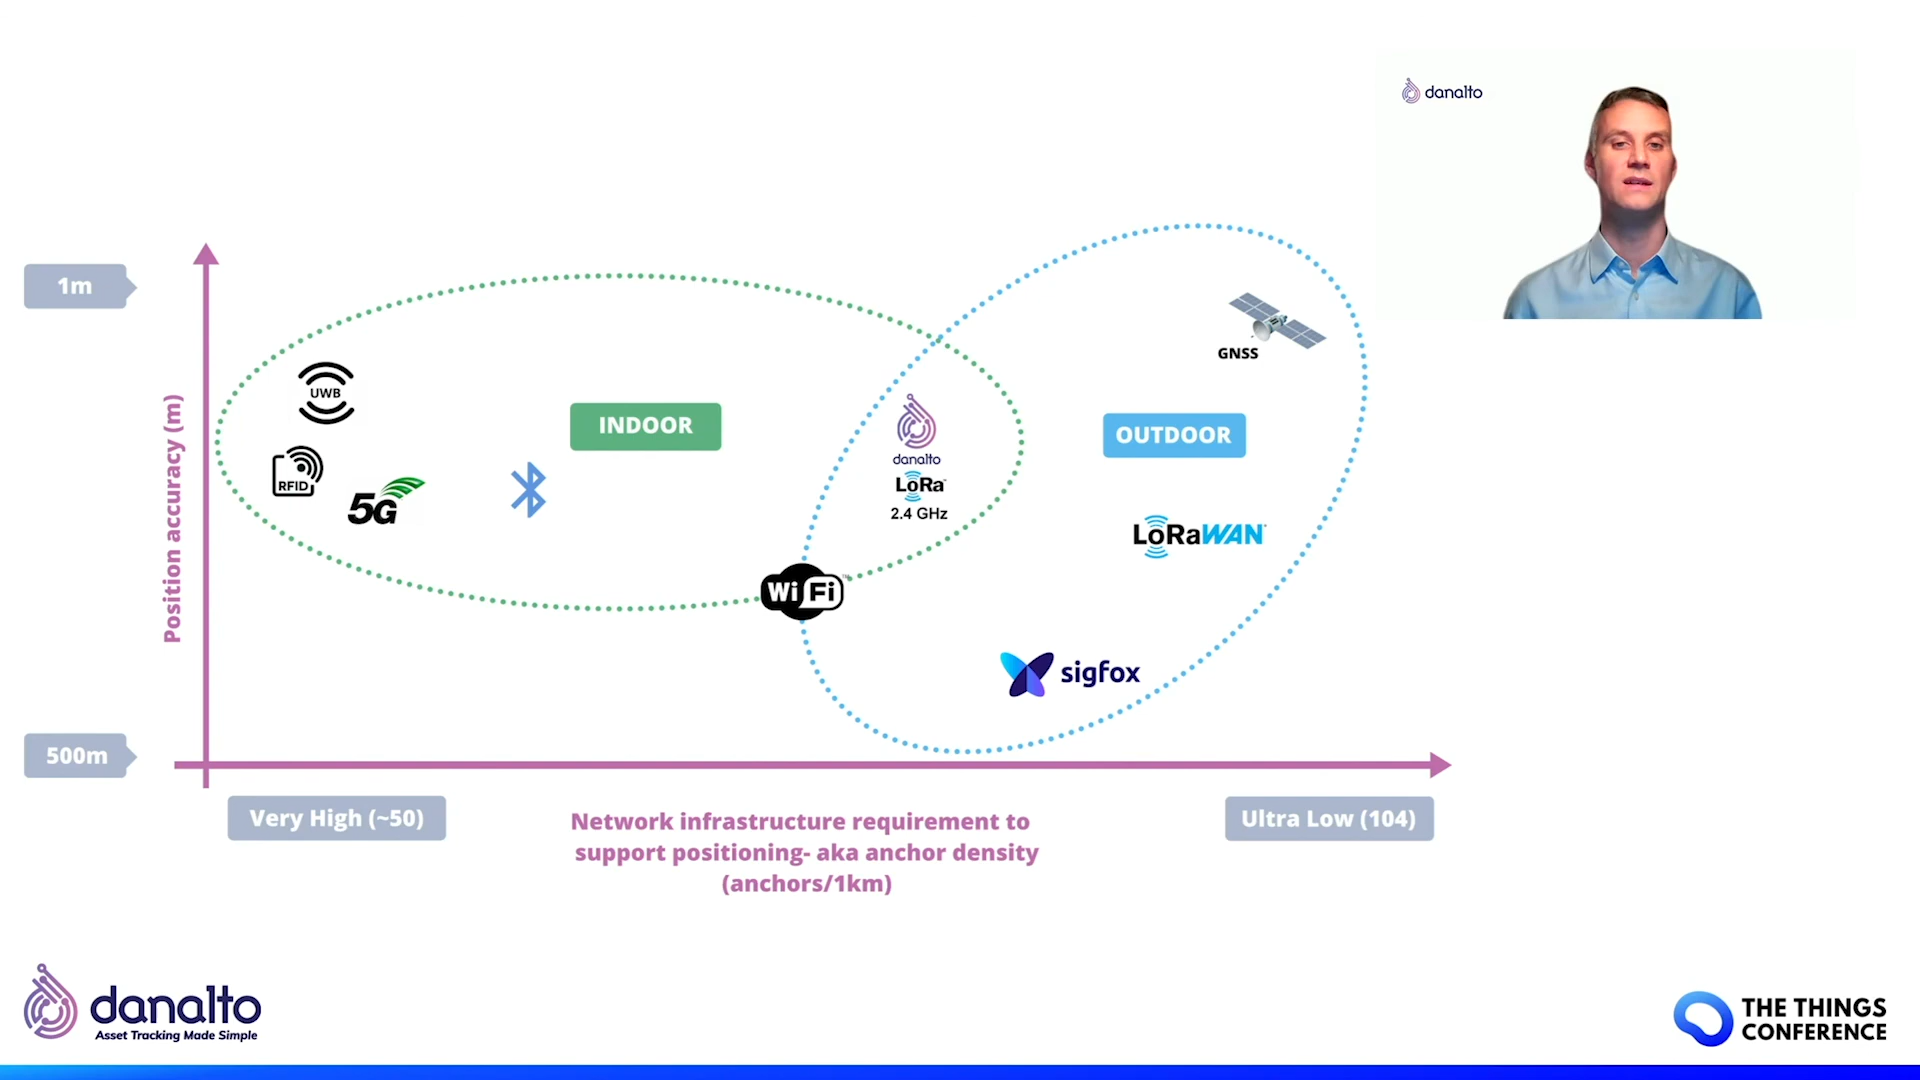 danalto
1m
GNSS
UWB
INDOOR
OUTDOOR
danalto
RFID
5G
LoRa
2.4 GHz
LoRaWAN
Position accuracy (m)
WiFi
sigfox
500m
Very High (~50)
Network infrastructure requirement to
support positioning- aka anchor density
(anchors/1km)
Ultra Low (104)
danalto
Asset Tracking Made Simple
THE THINGS
CONFERENCE